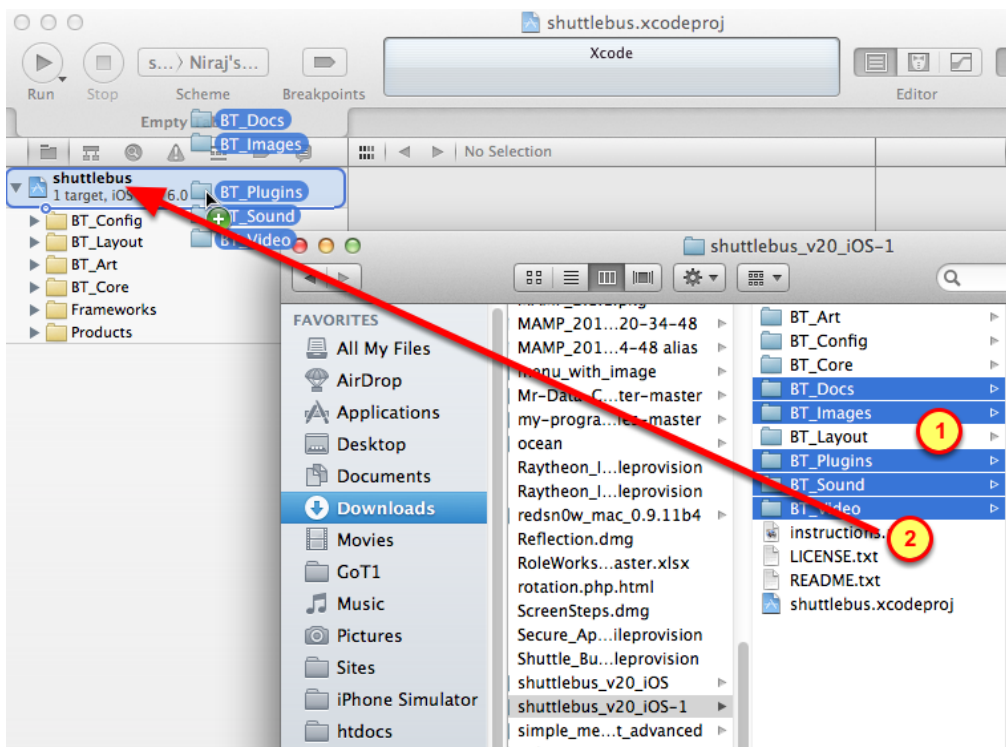 shuttlebus.xcodeproj
Xcode
s...〉 Niraj's...
Run Stop Scheme Breakpoints Editor
Empty
BT_Docs
BT_Images
No Selection
shuttlebus
1 target, iOS 6.0
BT_Plugins
BT_Sound
BT_Video
BT_Config
BT_Layout
BT_Art
BT_Core
Frameworks
Products
shuttlebus_v20_iOS-1
FAVORITES
All My Files
AirDrop
Applications
Desktop
Documents
Downloads
Movies
GoT1
Music
Pictures
Sites
iPhone Simulator
htdocs
MAMP_201...20-34-48
MAMP_201...4-48 alias
menu_with_image
Mr-Data-C...ter-master
my-progra...les-master
ocean
Raytheon_I...leprovision
Raytheon_I...leprovision
redsn0w_mac_0.9.11b4
Reflection.dmg
RoleWorks...aster.xlsx
rotation.php.html
ScreenSteps.dmg
Secure_Ap...ileprovision
Shuttle_Bu...leprovision
shuttlebus_v20_iOS
shuttlebus_v20_iOS-1
simple_me...t_advanced
BT_Art
BT_Config
BT_Core
BT_Docs
BT_Images
BT_Layout
BT_Plugins
BT_Sound
BT_Video
instructions.
LICENSE.txt
README.txt
shuttlebus.xcodeproj
1
2